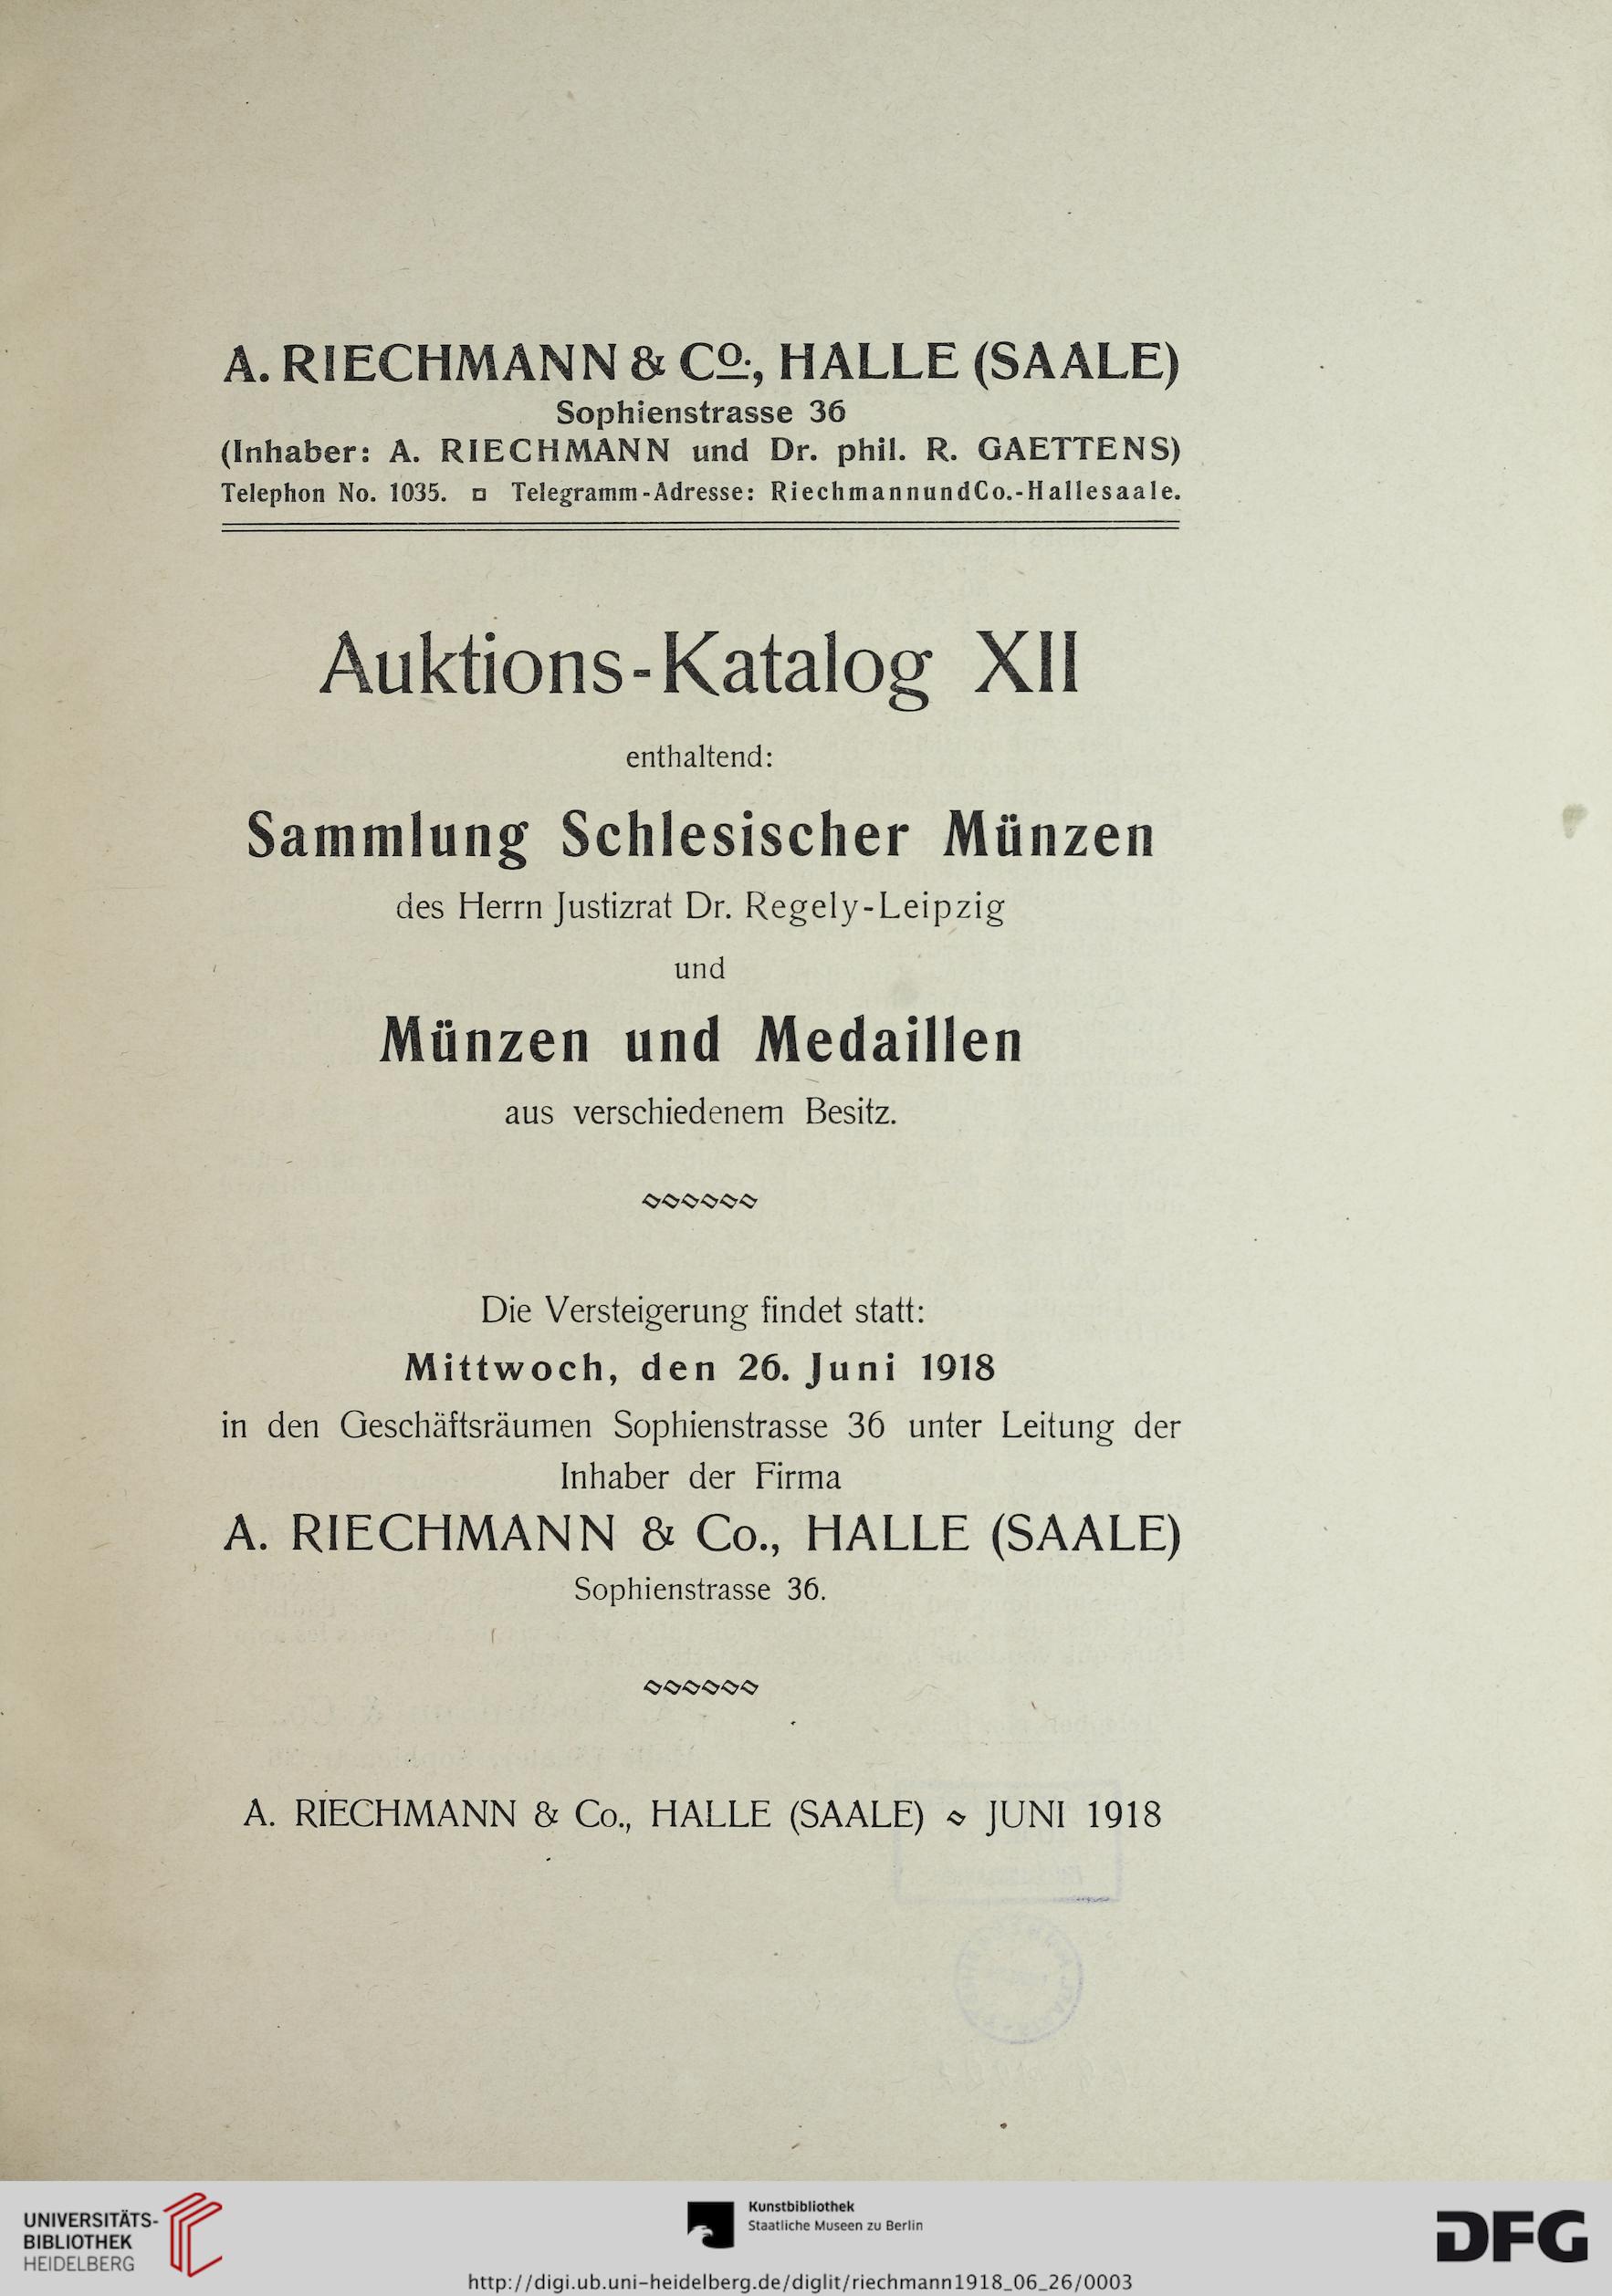 A. RIECHMANN & Co., HALLE (SAALE)
Sophienstrasse 36
(Inhaber: A. RIECHMANN und Dr. phil. R. GAETTENS)
Telephon No. 1035. ¤ Telegramm-Adresse: RiechmannundCo.-Hallesaale.
Auktions-Katalog XII
enthaltend:
Sammlung Schlesischer Münzen
des Herrn Justizrat Dr. Regely-Leipzig
und
Münzen und Medaillen
aus verschiedenem Besitz.
Die Versteigerung findet statt:
Mittwoch, den 26. Juni 1918
in den Geschäftsräumen Sophienstrasse 36 unter Leitung der
Inhaber der Firma
A. RIECHMANN & Co., HALLE (SAALE)
Sophienstrasse 36.
A. RIECHMANN & Co., HALLE (SAALE) ⬦ JUNI 1918
UNIVERSITÄTS-
BIBLIOTHEK
HEIDELBERG
Kunstbibliothek
Staatliche Museen zu Berlin
DFG
http://digi.ub.uni-heidelberg.de/diglit/riechmann1918_06_26/0003